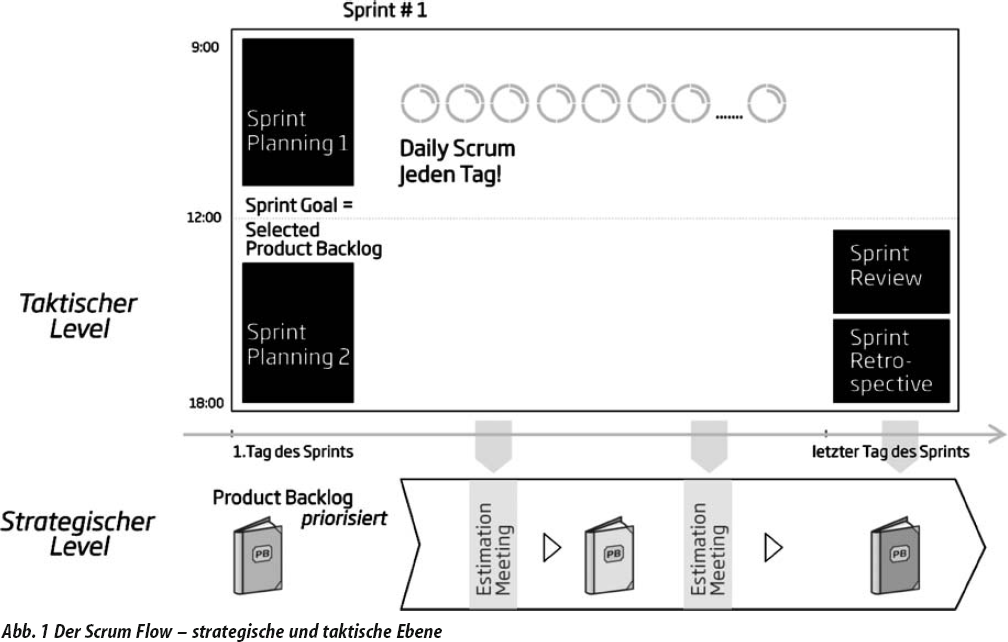 Sprint # 1
9:00
Sprint
Planning 1
Daily Scrum
Jeden Tag!
Sprint Goal =
12:00
Selected
Product Backlog
Sprint
Review
Taktischer
Level
Sprint
Planning 2
Sprint
Retro-
spective
18:00
1.Tag des Sprints
letzter Tag des Sprints
Product Backlog
priorisiert
Strategischer
Level
PB
Estimation
Meeting
PB
Estimation
Meeting
PB
Abb. 1 Der Scrum Flow – strategische und taktische Ebene